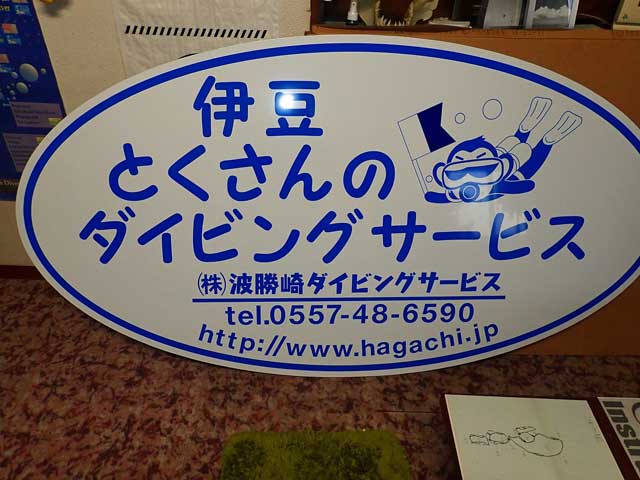 伊豆
とくさんの
ダイビングサービス
㈱波勝崎ダイビングサービス
tel.0557-48-6590
http://www.hagachi.jp